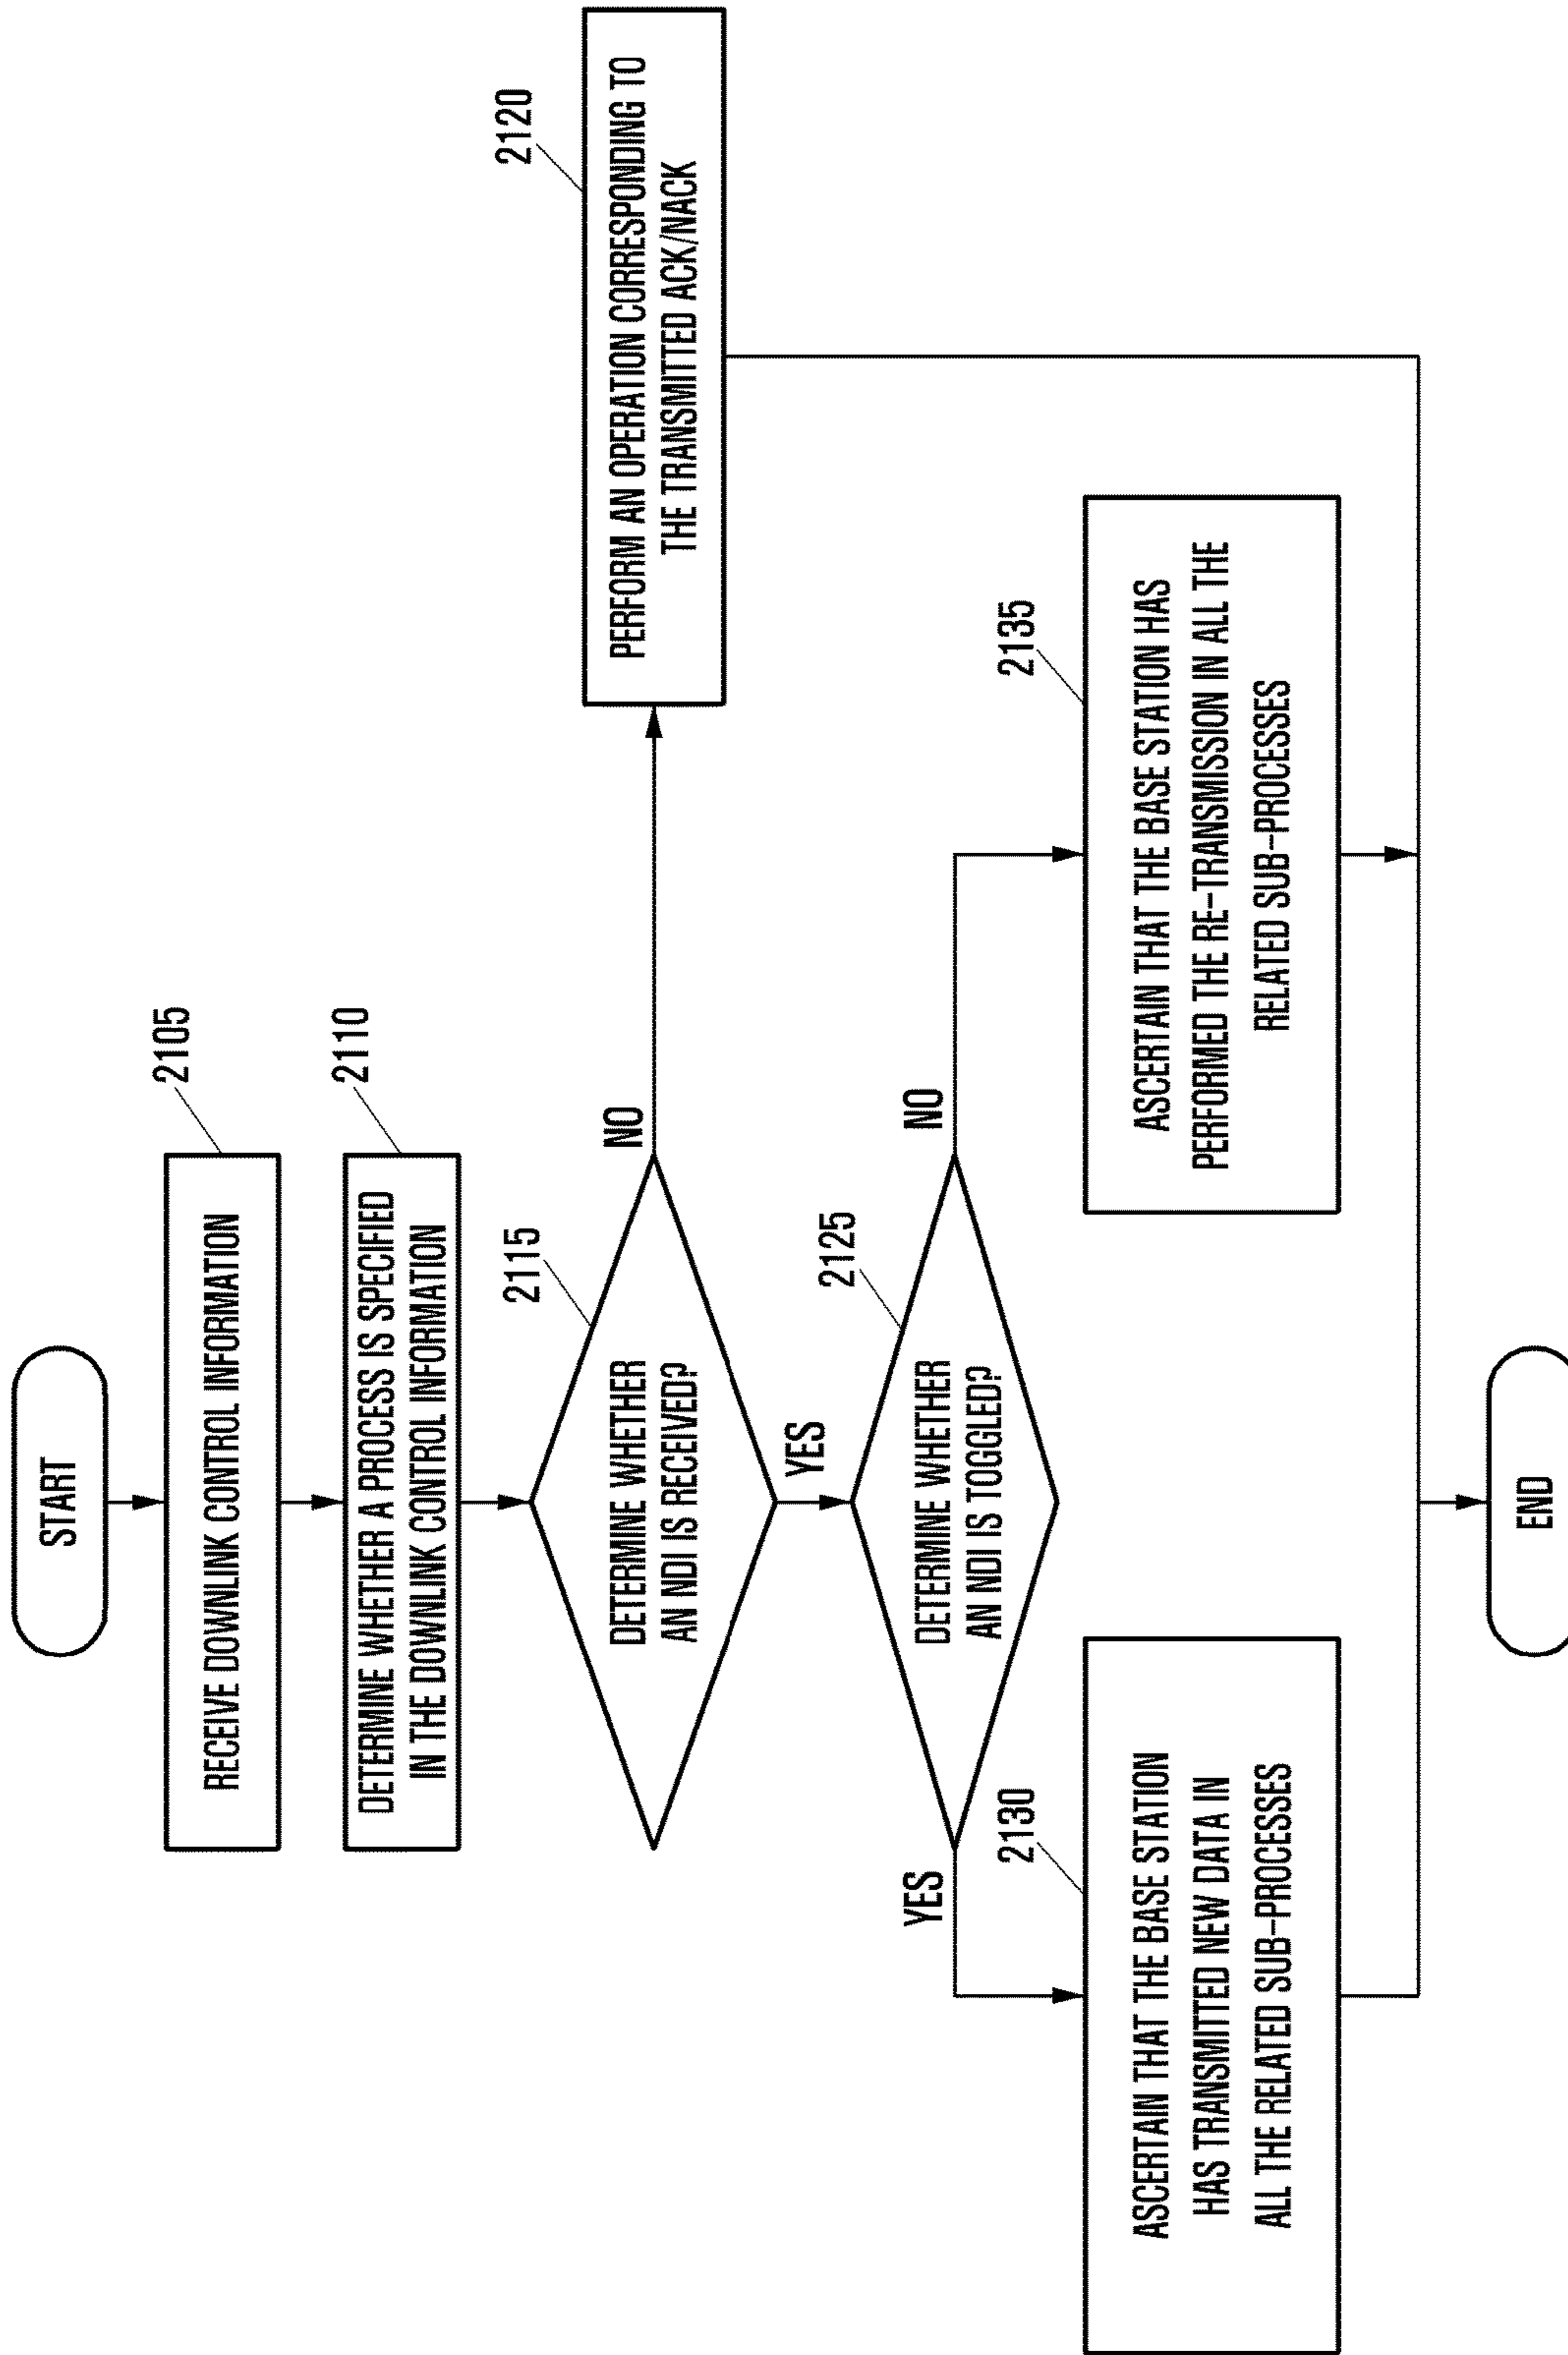 START
2105
RECEIVE DOWNLINK CONTROL INFORMATION
2110
DETERMINE WHETHER A PROCESS IS SPECIFIED
IN THE DOWNLINK CONTROL INFORMATION
2115
DETERMINE WHETHER
AN NDI IS RECEIVED?
NO
2120
PERFORM AN OPERATION CORRESPONDING TO
THE TRANSMITTED ACK/NACK
YES
2125
DETERMINE WHETHER
AN NDI IS TOGGLED?
YES
NO
2130
ASCERTAIN THAT THE BASE STATION
HAS TRANSMITTED NEW DATA IN
ALL THE RELATED SUB-PROCESSES
2135
ASCERTAIN THAT THE BASE STATION HAS
PERFORMED THE RE-TRANSMISSION IN ALL THE
RELATED SUB-PROCESSES
END